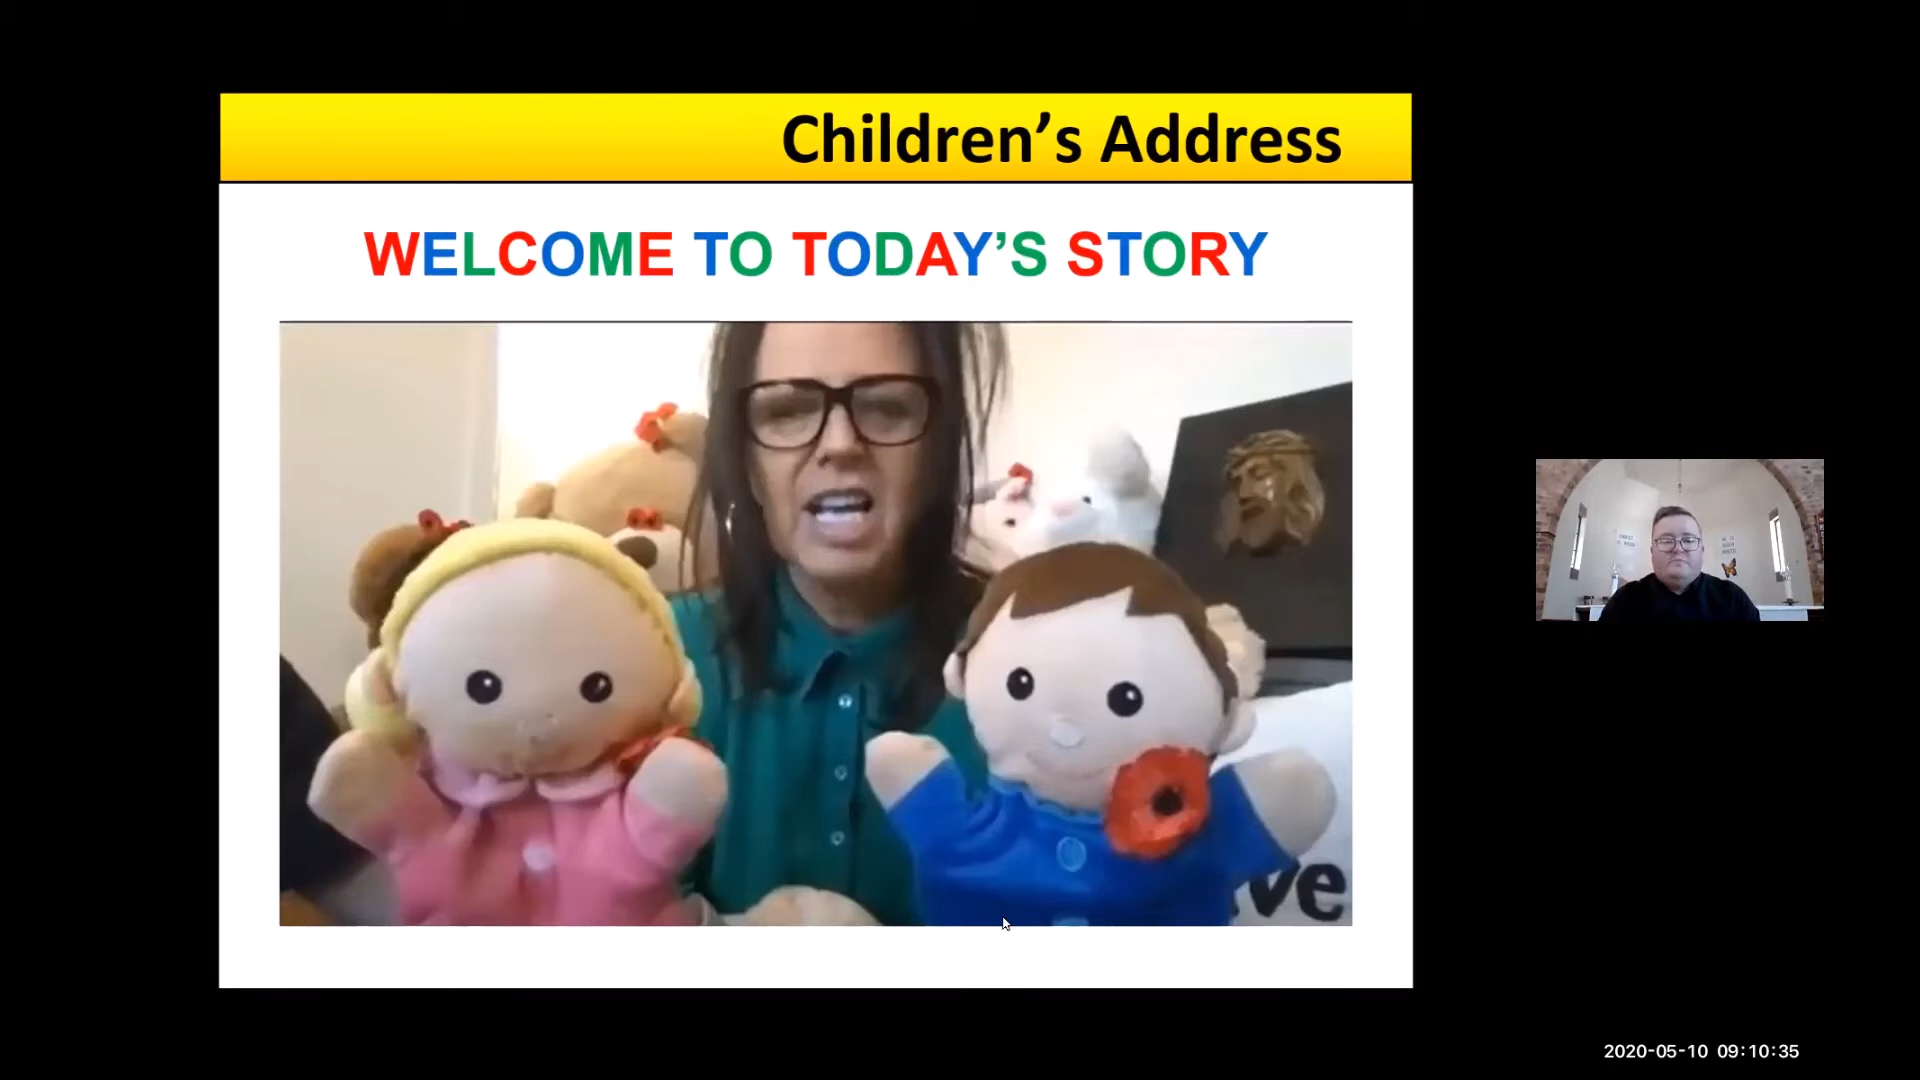 Children's Address
WELCOME TO TODAY'S STORY
ve
2020-05-10 09:10:35